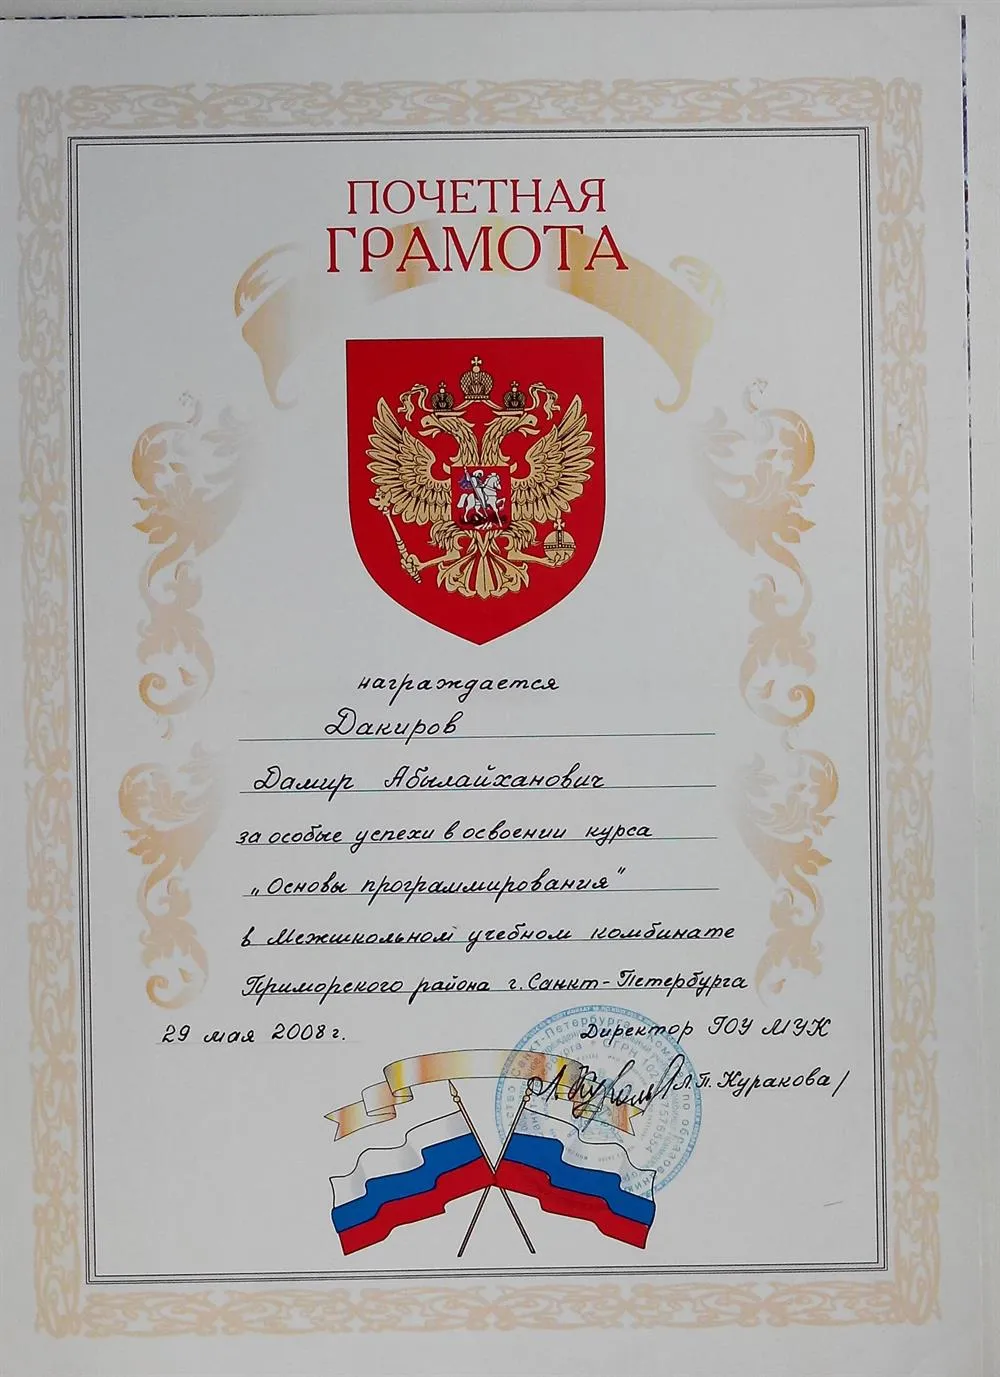 ПОЧЕТНАЯ
ГРАМОТА
награждается
Дакиров
Дамир Абылайханович
за особые успехи в освоении курса
„Основы программирования"
в Межшкольном учебном комбинате
Приморского района г. Санкт-Петербурга
29 мая 2008 г.
Директор ГОУ МУК
/Л.П. Куракова/